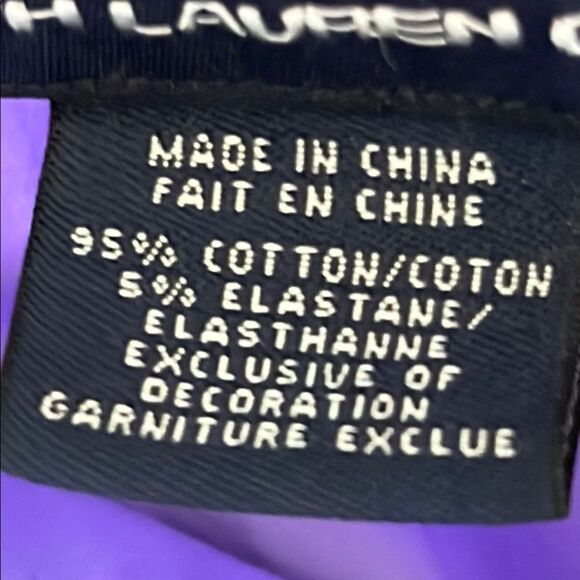 H LAUREN
MADE IN CHINA
FAIT EN CHINE
95% COTTON/COTON
5% ELASTANE/
ELASTHANNE
EXCLUSIVE OF
DECORATION
GARNITURE EXCLUE